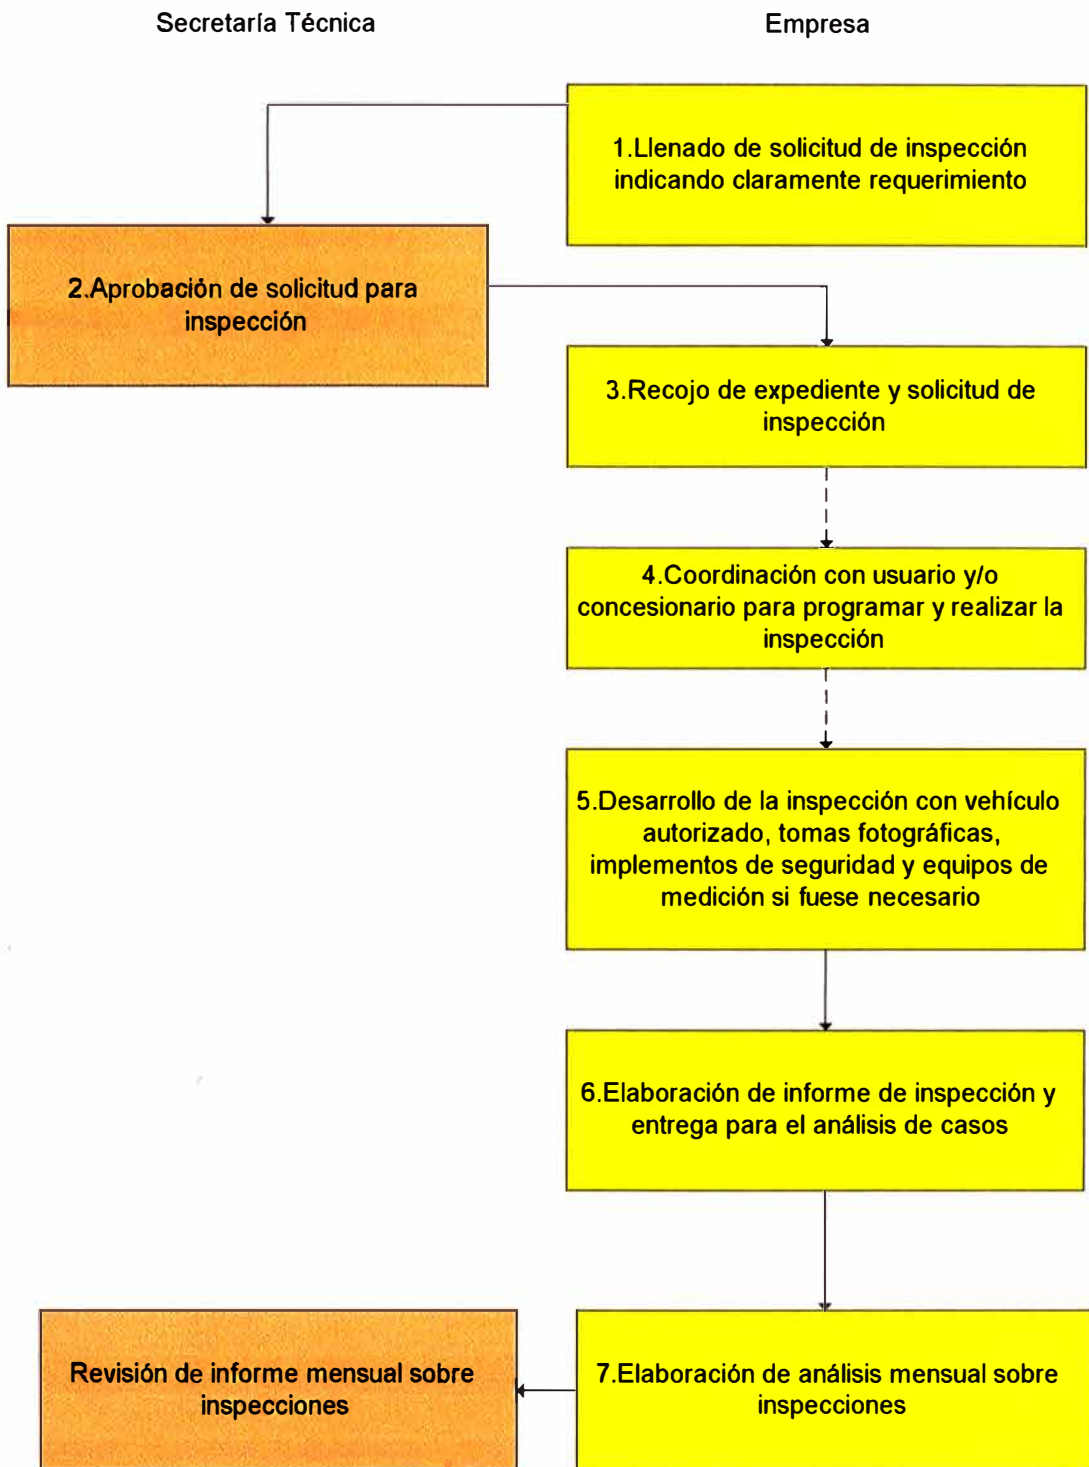 Secretaría Técnica
Empresa
1.Llenado de solicitud de inspección
indicando claramente requerimiento
2.Aprobación de solicitud para
inspección
3.Recojo de expediente y solicitud de
inspección
4.Coordinación con usuario y/o
concesionario para programar y realizar la
inspección
5.Desarrollo de la inspección con vehículo
autorizado, tomas fotográficas,
implementos de seguridad y equipos de
medición si fuese necesario
6.Elaboración de informe de inspección y
entrega para el análisis de casos
Revisión de informe mensual sobre
inspecciones
7.Elaboración de análisis mensual sobre
inspecciones